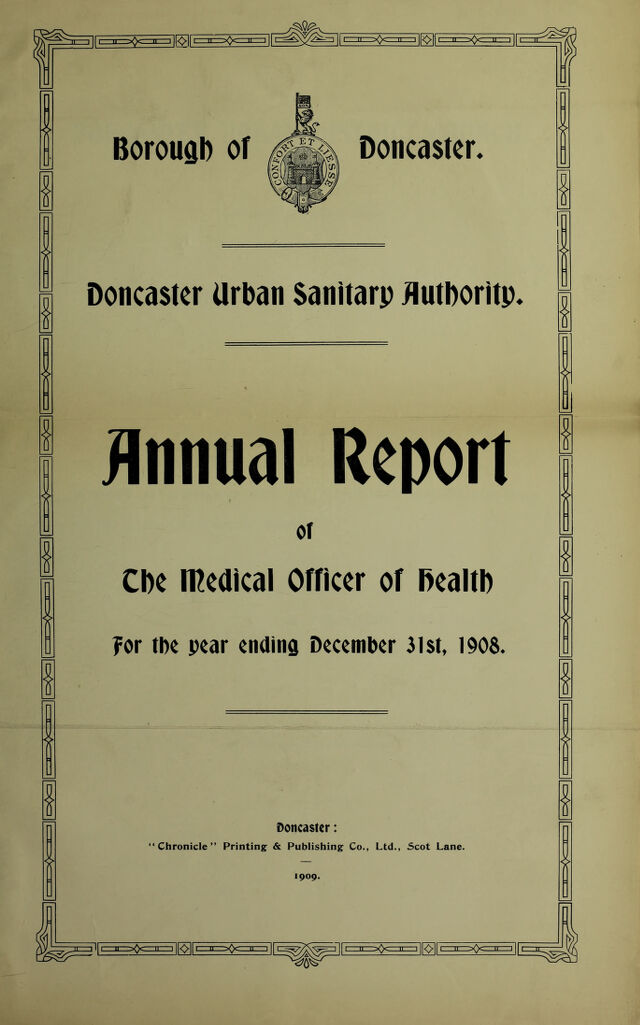 Borough of Doncaster.
CONFORT ET LIESSE
Doncaster Urban Sanitary Authority.
Annual Report
of
The Medical Officer of Health
For the year ending December 31st, 1908.
Doncaster:
"Chronicle" Printing & Publishing Co., Ltd., Scot Lane.
1909.